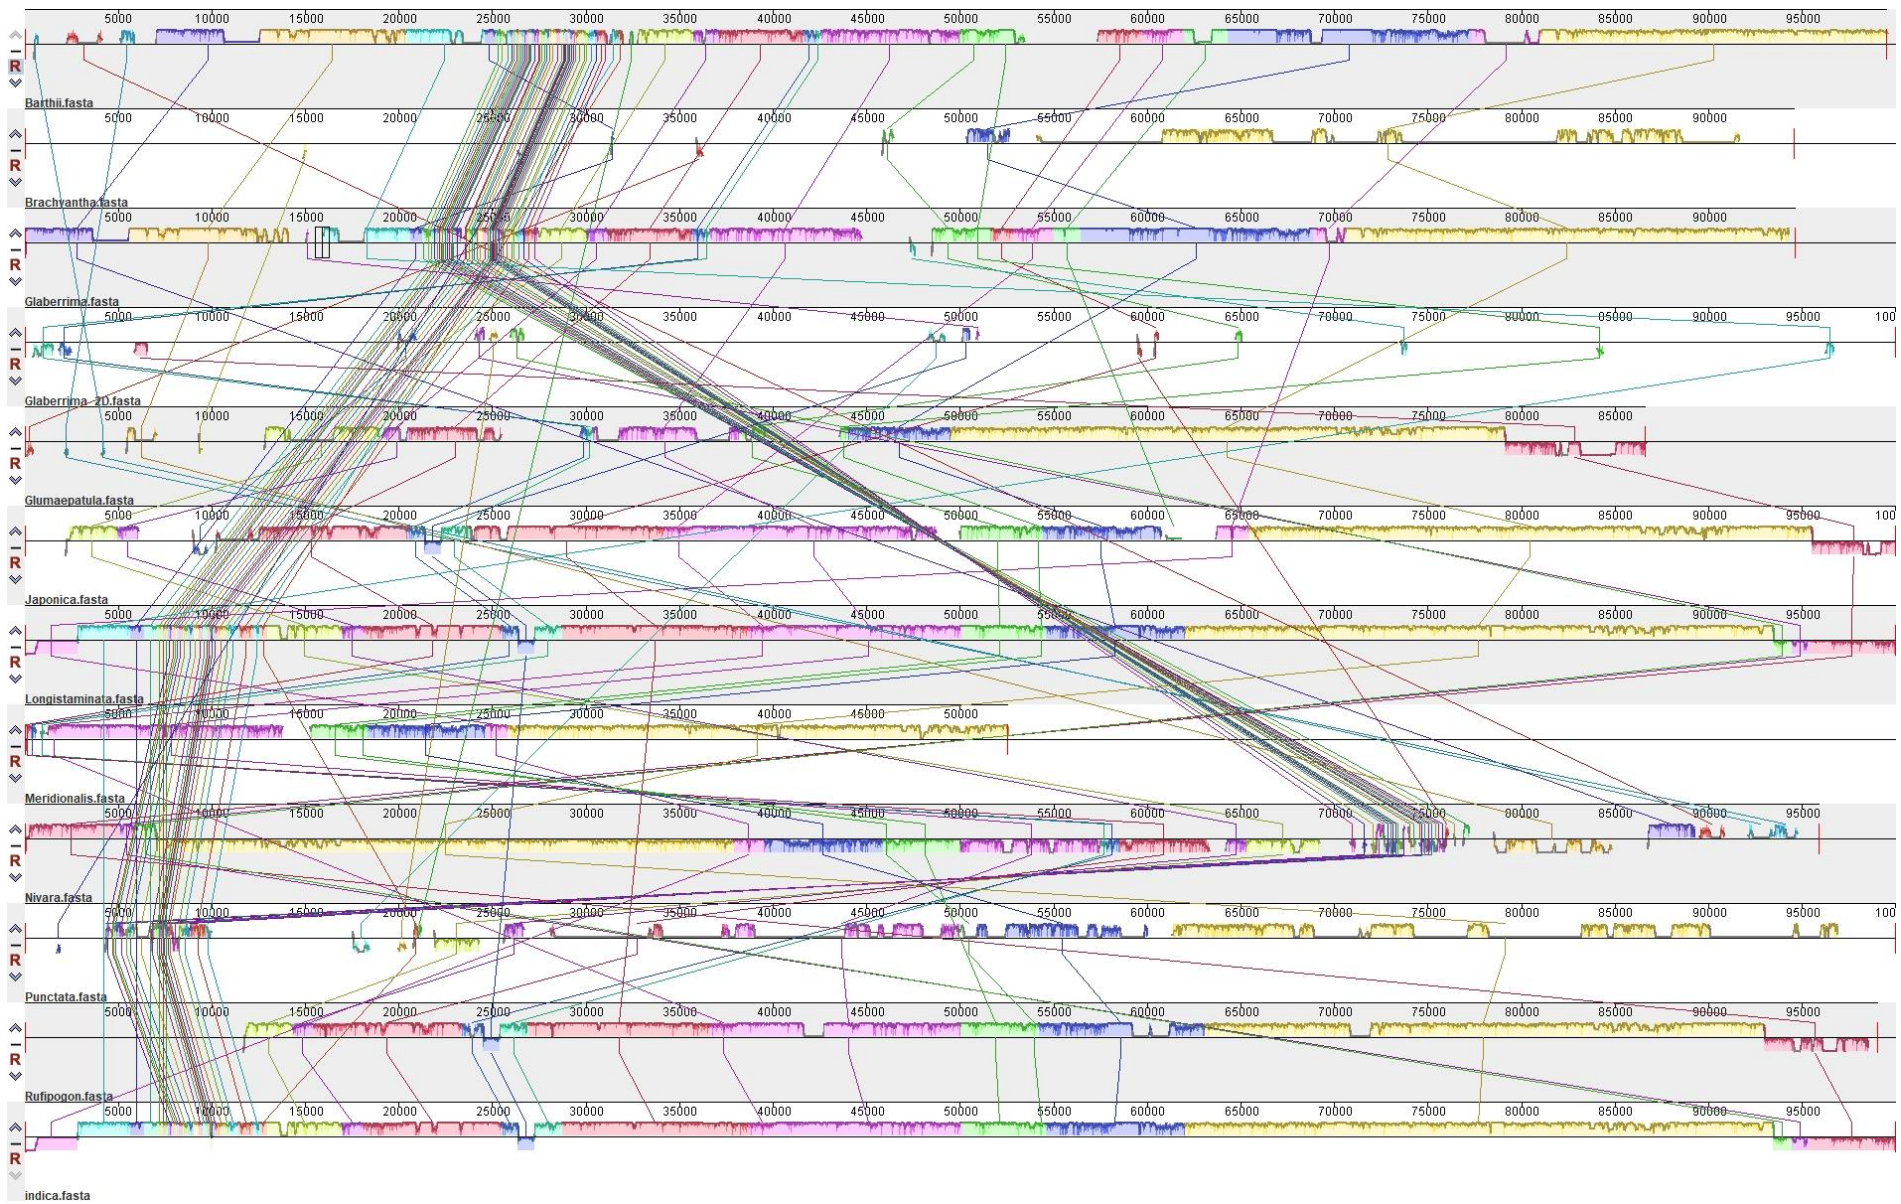 5000 10000 15000 20000 25000 30000 35000 40000 45000 50000 55000 60000 65000 70000 75000 80000 85000 90000 95000
R
Barthii.fasta
5000 10000 15000 20000 25000 30000 35000 40000 45000 50000 55000 60000 65000 70000 75000 80000 85000 90000
R
Brachyantha.fasta
5000 10000 15000 20000 25000 30000 35000 40000 45000 50000 55000 60000 65000 70000 75000 80000 85000 90000
R
Glaberrima.fasta
5000 10000 15000 20000 25000 30000 35000 40000 45000 50000 55000 60000 65000 70000 75000 80000 85000 90000 95000 100
R
Glaberrima_2D.fasta
5000 10000 15000 20000 25000 30000 35000 40000 45000 50000 55000 60000 65000 70000 75000 80000 85000
R
Glumaepatula.fasta
5000 10000 15000 20000 25000 30000 35000 40000 45000 50000 55000 60000 65000 70000 75000 80000 85000 90000 95000 100
R
Japonica.fasta
5000 10000 15000 20000 25000 30000 35000 40000 45000 50000 55000 60000 65000 70000 75000 80000 85000 90000 95000
R
Longistaminata.fasta
5000 10000 15000 20000 25000 30000 35000 40000 45000 50000
R
Meridionalis.fasta
5000 10000 15000 20000 25000 30000 35000 40000 45000 50000 55000 60000 65000 70000 75000 80000 85000 90000 95000
R
Nivara.fasta
5000 10000 15000 20000 25000 30000 35000 40000 45000 50000 55000 60000 65000 70000 75000 80000 85000 90000 95000 100
R
Punctata.fasta
5000 10000 15000 20000 25000 30000 35000 40000 45000 50000 55000 60000 65000 70000 75000 80000 85000 90000 95000
R
Rufipogon.fasta
5000 10000 15000 20000 25000 30000 35000 40000 45000 50000 55000 60000 65000 70000 75000 80000 85000 90000 95000
R
indica.fasta